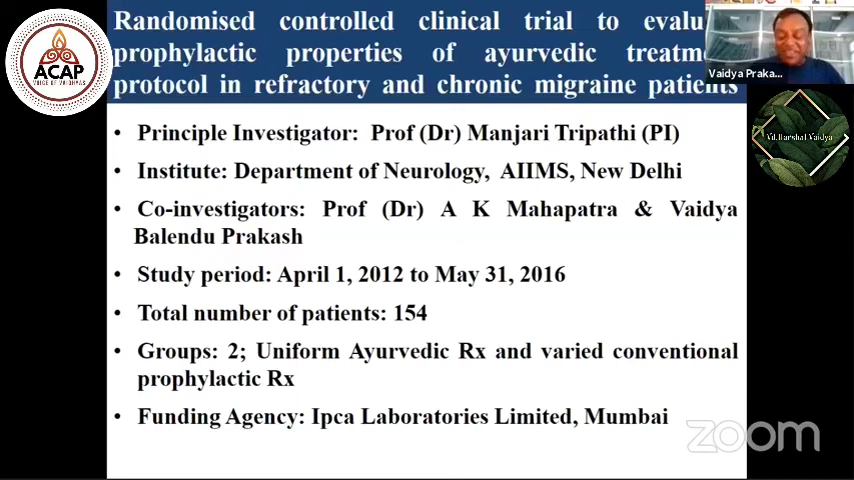 Randomised controlled clinical trial to evalu
prophylactic properties of ayurvedic treatm
protocol in refractory and chronic migraine patients
ACAP
VOICE OF VAIDHYAS
Vaidya Praka...
Vd.Harshal Vaidya
• Principle Investigator: Prof (Dr) Manjari Tripathi (PI)
• Institute: Department of Neurology, AIIMS, New Delhi
• Co-investigators: Prof (Dr) A K Mahapatra & Vaidya
Balendu Prakash
• Study period: April 1, 2012 to May 31, 2016
• Total number of patients: 154
• Groups: 2; Uniform Ayurvedic Rx and varied conventional
prophylactic Rx
• Funding Agency: Ipca Laboratories Limited, Mumbai
zoom